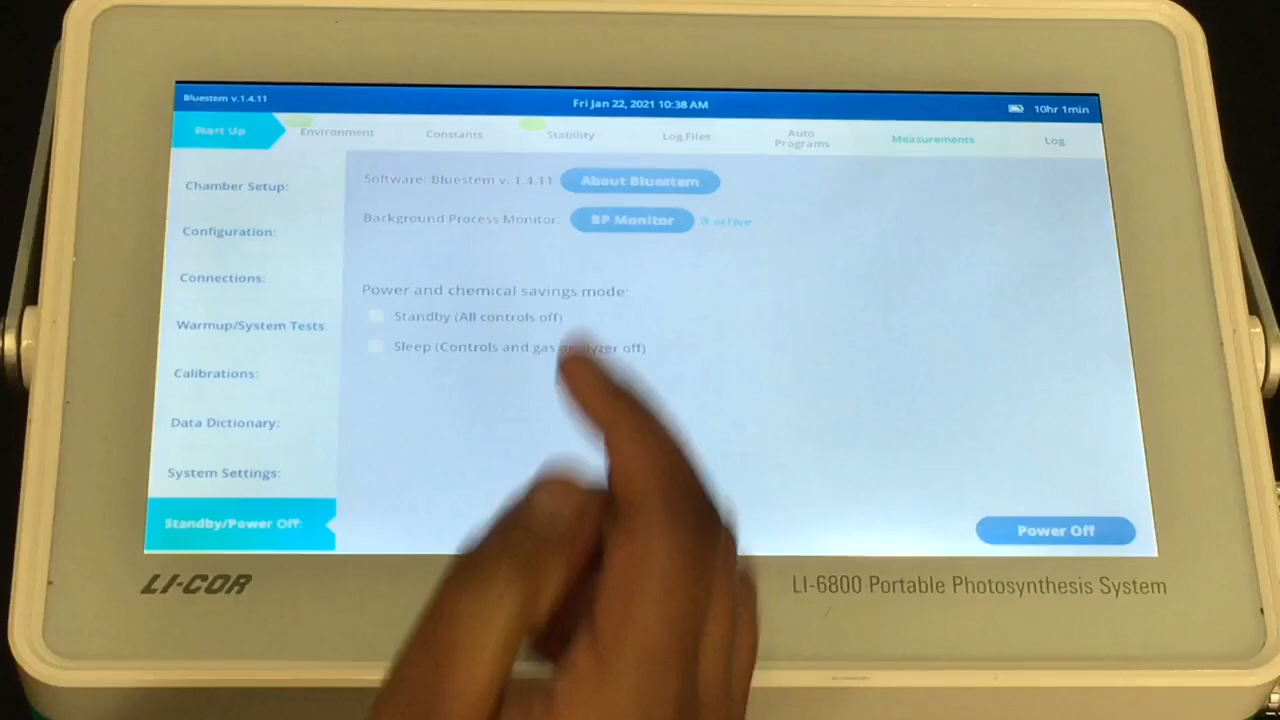 Bluestem v.1.4.11
Fri Jan 22, 2021 10:38 AM
10hr 1min
Start Up
Environment
Constants
Stability
Log Files
Auto
Programs
Measurements
Log
Chamber Setup:
Configuration:
Connections:
Warmup/System Tests
Calibrations:
Data Dictionary:
System Settings:
Standby/Power Off:
Software: Bluestem v. 1.4.11
About Bluestem
Background Process Monitor:
BP Monitor
active
Power and chemical savings mode:
Standby (All controls off)
Sleep (Controls and gas analyzer off)
Power Off
LI-COR
LI-6800 Portable Photosynthesis System